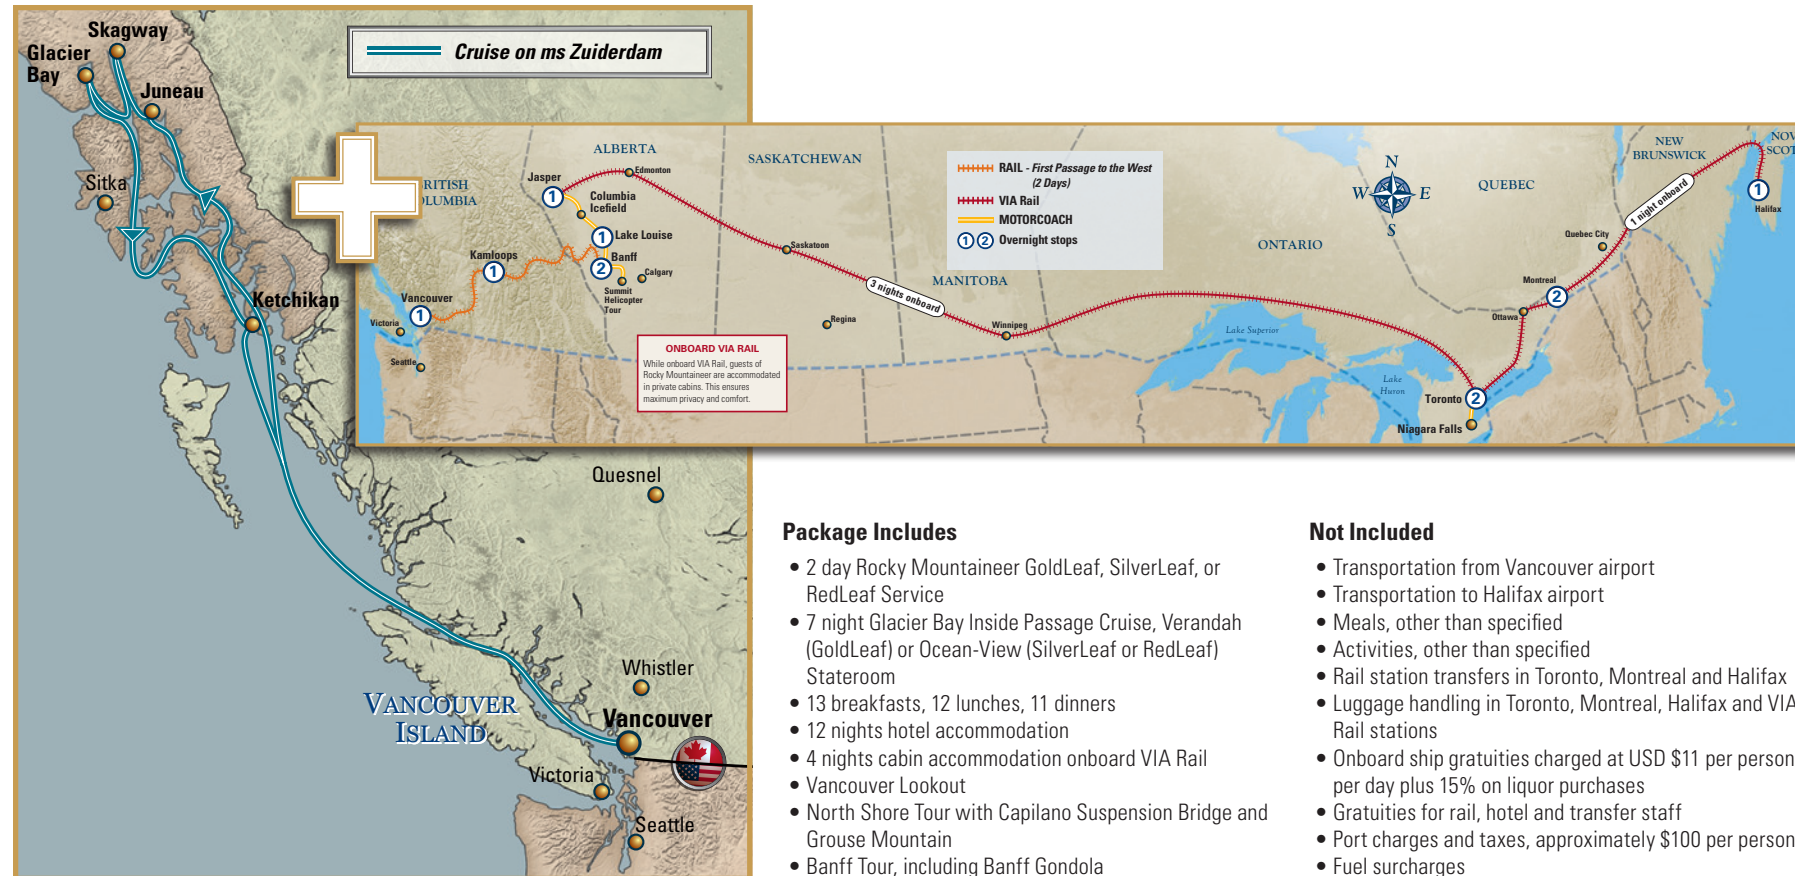 Skagway
Glacier
Bay
Juneau
Sitka
Ketchikan
Cruise on ms Zuiderdam
Quesnel
Whistler
Vancouver
VANCOUVER
ISLAND
Victoria
Seattle
ALBERTA
SASKATCHEWAN
MANITOBA
ONTARIO
QUEBEC
NEW
BRUNSWICK
Jasper
1
Edmonton
Columbia
Icefield
1
Lake Louise
Banff
2
Calgary
Summit
Helicopter
Tour
Kamloops
1
Vancouver
1
Victoria
Seattle
Saskatoon
Regina
3 nights onboard
Winnipeg
Lake Superior
Lake
Huron
Toronto
2
Niagara Falls
Ottawa
Montreal
2
Quebec City
1 night onboard
1
Halifax
N
W
E
S
RAIL - First Passage to the West
(2 Days)
VIA Rail
MOTORCOACH
1 2 Overnight stops
ONBOARD VIA RAIL
While onboard VIA Rail, guests of
Rocky Mountaineer are accommodated
in private cabins. This ensures
maximum privacy and comfort.
Package Includes
• 2 day Rocky Mountaineer GoldLeaf, SilverLeaf, or
RedLeaf Service
• 7 night Glacier Bay Inside Passage Cruise, Verandah
(GoldLeaf) or Ocean-View (SilverLeaf or RedLeaf)
Stateroom
• 13 breakfasts, 12 lunches, 11 dinners
• 12 nights hotel accommodation
• 4 nights cabin accommodation onboard VIA Rail
• Vancouver Lookout
• North Shore Tour with Capilano Suspension Bridge and
Grouse Mountain
• Banff Tour, including Banff Gondola
Not Included
• Transportation from Vancouver airport
• Transportation to Halifax airport
• Meals, other than specified
• Activities, other than specified
• Rail station transfers in Toronto, Montreal and Halifax
• Luggage handling in Toronto, Montreal, Halifax and VIA
Rail stations
• Onboard ship gratuities charged at USD $11 per person
per day plus 15% on liquor purchases
• Gratuities for rail, hotel and transfer staff
• Port charges and taxes, approximately $100 per person
• Fuel surcharges